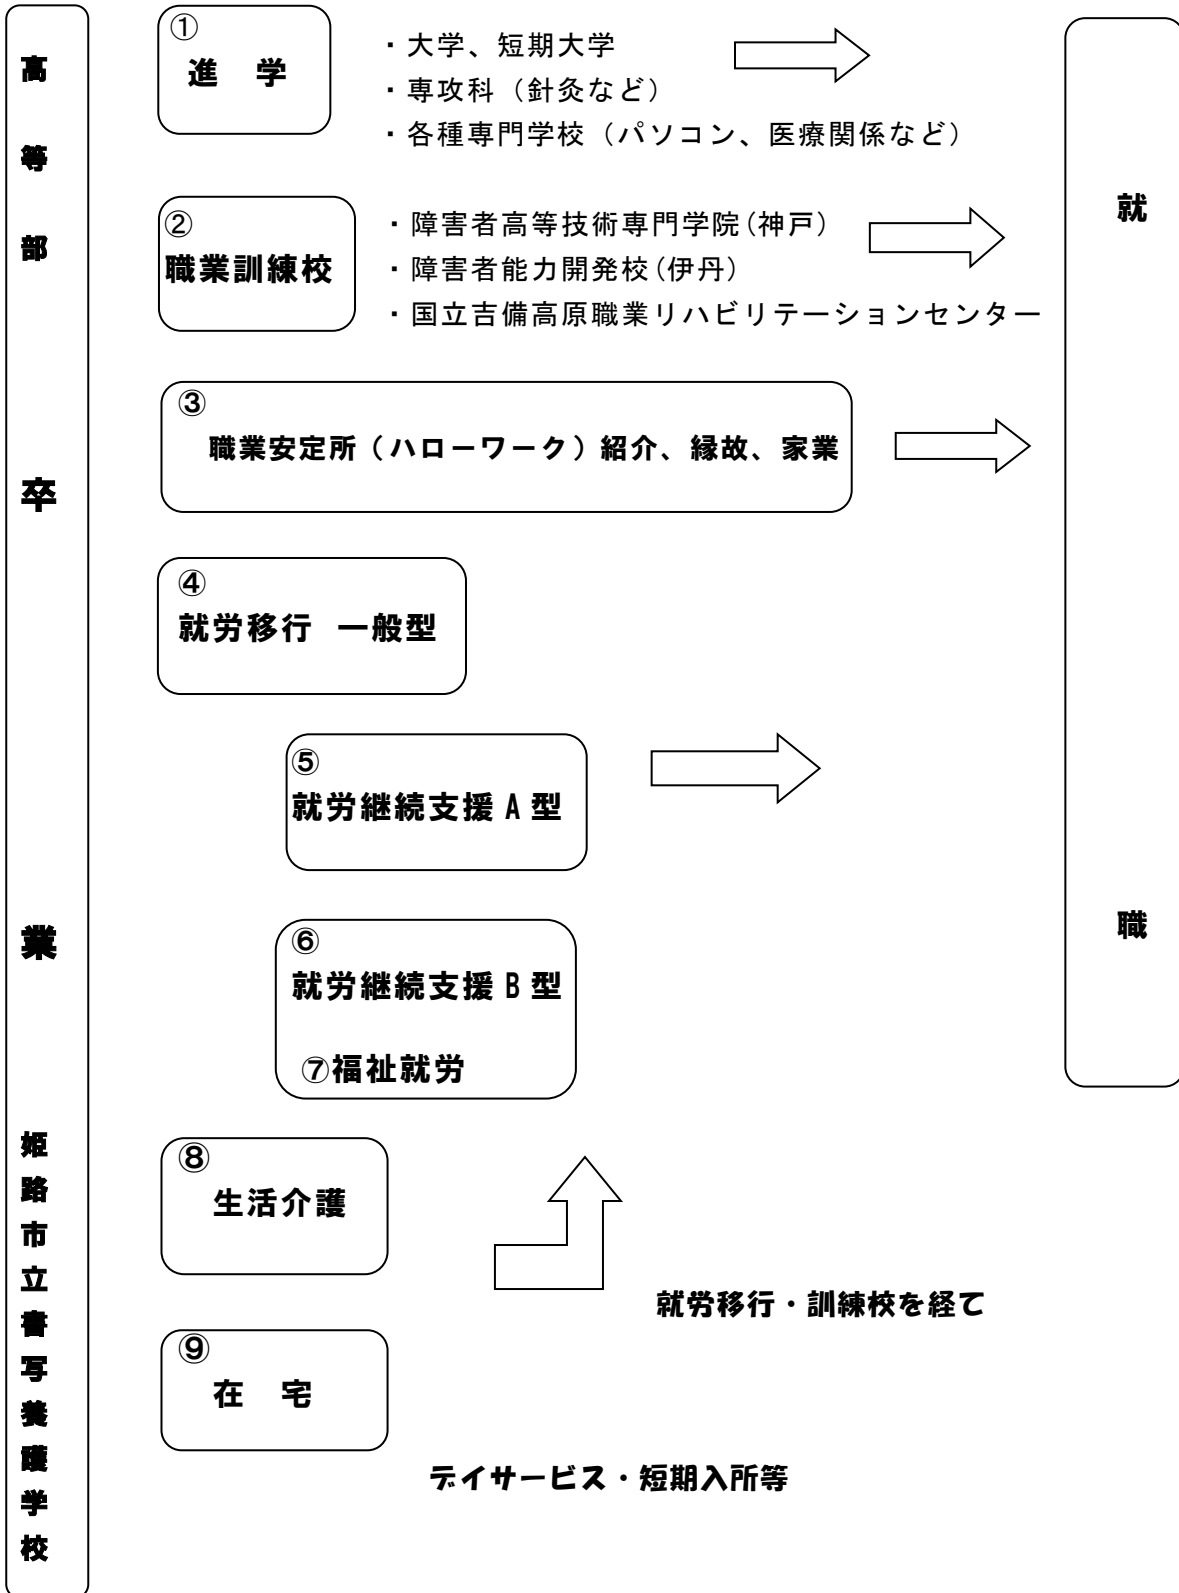 高等部卒業姫路市立書写養護学校
①
進 学
・大学、短期大学
・専攻科（針灸など）
・各種専門学校（パソコン、医療関係など）
②
職業訓練校
・障害者高等技術専門学院(神戸)
・障害者能力開発校(伊丹)
・国立吉備高原職業リハビリテーションセンター
③
職業安定所（ハローワーク）紹介、縁故、家業
④
就労移行 一般型
⑤
就労継続支援A型
⑥
就労継続支援B型
⑦福祉就労
⑧
生活介護
就労移行・訓練校を経て
⑨
在 宅
デイサービス・短期入所等
就職